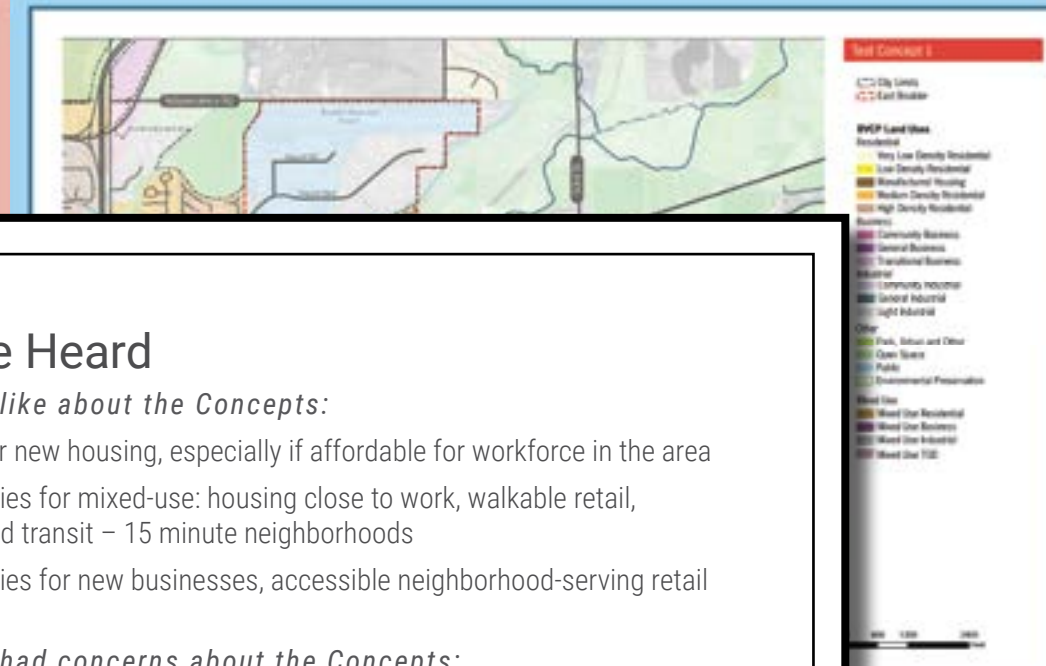 Test Concept 1
City Limits
East Boulder
BVCP Land Uses
Residential
Very Low Density Residential
Low Density Residential
Manufactured Housing
Medium Density Residential
High Density Residential
Business
Community Business
General Business
Transitional Business
Industrial
Community Industrial
General Industrial
Light Industrial
Other
Park, Urban and Other
Open Space
Public
Environmental Preservation
Mixed Use
Mixed Use Residential
Mixed Use Business
Mixed Use Industrial
Mixed Use TOD
e Heard
like about the Concepts:
r new housing, especially if affordable for workforce in the area
ies for mixed-use: housing close to work, walkable retail,
d transit – 15 minute neighborhoods
ies for new businesses, accessible neighborhood-serving retail
had concerns about the Concepts: